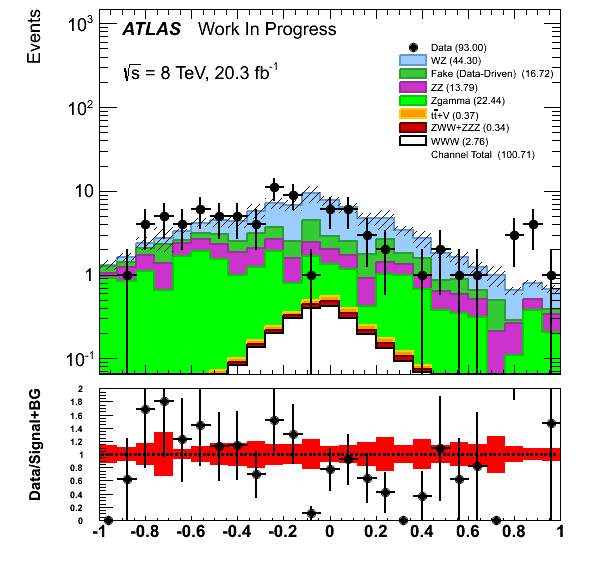 Events
10³
10²
10
1
10⁻¹
ATLAS Work In Progress
√s = 8 TeV, 20.3 fb⁻¹
Data (93.00)
WZ (44.30)
Fake (Data-Driven) (16.72)
ZZ (13.79)
Zgamma (22.44)
tt̄+V (0.37)
ZWW+ZZZ (0.34)
WWW (2.76)
Channel Total (100.71)
Data/Signal+BG
2
1.8
1.6
1.4
1.2
1
0.8
0.6
0.4
0.2
0
-1 -0.8 -0.6 -0.4 -0.2 0 0.2 0.4 0.6 0.8 1